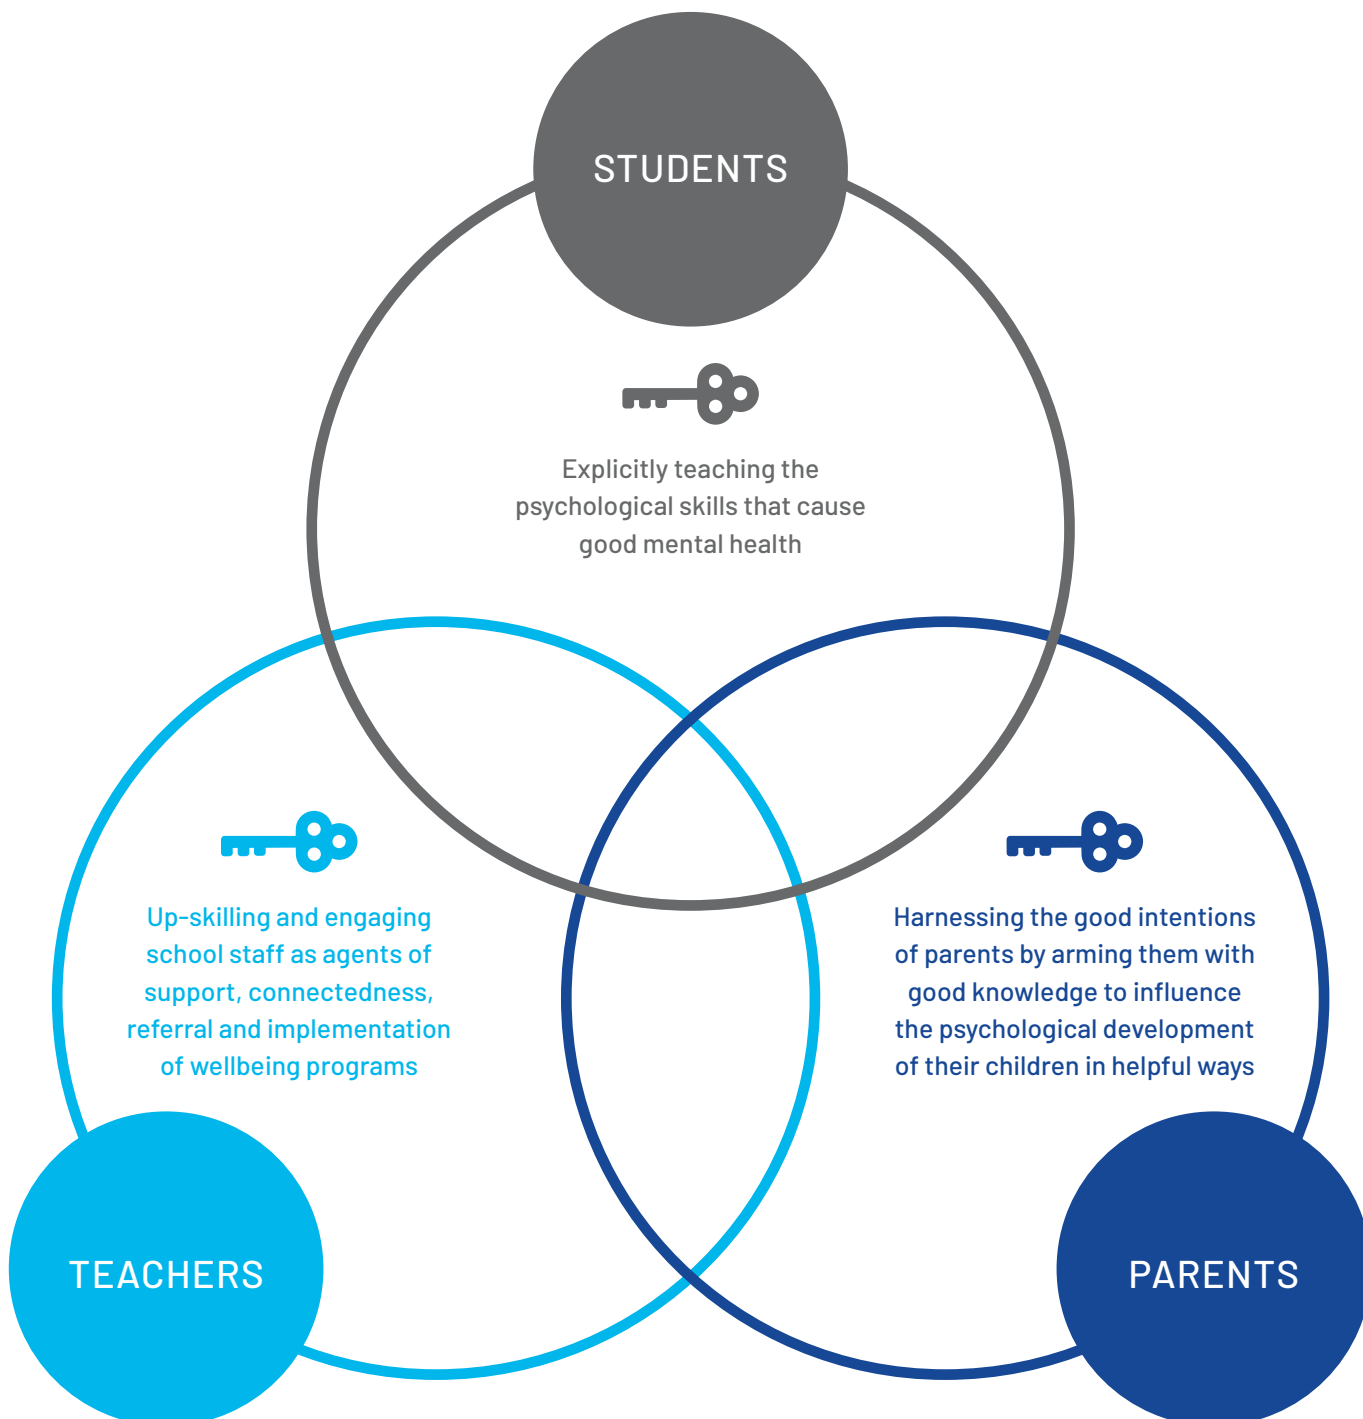 STUDENTS
Explicitly teaching the
psychological skills that cause
good mental health
Up-skilling and engaging
school staff as agents of
support, connectedness,
referral and implementation
of wellbeing programs
TEACHERS
Harnessing the good intentions
of parents by arming them with
good knowledge to influence
the psychological development
of their children in helpful ways
PARENTS